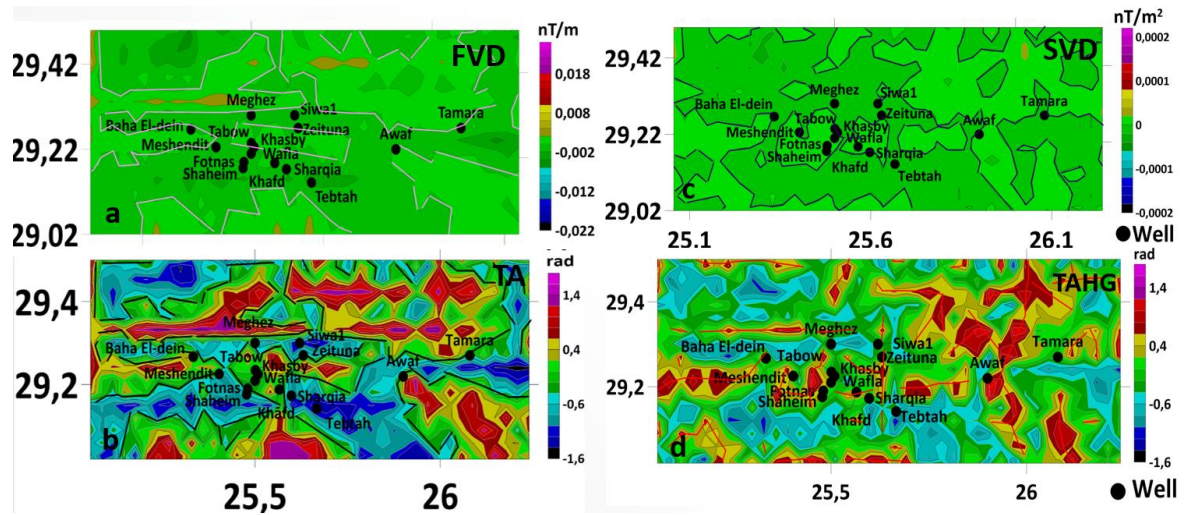 nT/m
FVD
29,42
0,018
Meghez
Siwa1
Tamara
0,008
Baha El-dein
Tabow
Khasby
Zeituna
Awaf
Meshendit
29,22
Wafla
-0,002
Fotnas
Sharqia
Shaheim
Khafd
Tebtah
-0,012
a
29,02
-0,022
nT/m²
SVD
0,0002
29,42
0,0001
Meghez
Siwa1
Tamara
Baha El-dein
Tabow
Khasby
Zeituna
Awaf
0
29,22
Meshendit
Wafla
Fotnas
Sharqia
Shaheim
Khafd
Tebtah
-0,0001
c
29,02
-0,0002
25.1
25.6
26.1
Well
rad
TA
29,4
1,4
Meghez
Siwa1
Tamara
0,4
Baha El-dein
Tabow
Khasby
Zeituna
Awaf
29,2
Meshendit
Wafla
-0,6
Fotnas
Sharqia
Shaheim
Khafd
Tebtah
b
-1,6
25,5
26
rad
TAHG
29,4
1,4
Meghez
Siwa1
Tamara
0,4
Baha El-dein
Tabow
Khasby
Zeituna
Awaf
29,2
Meshendit
Wafla
-0,6
Fotnas
Sharqia
Shaheim
Khafd
Tebtah
d
-1,6
25,5
26
Well